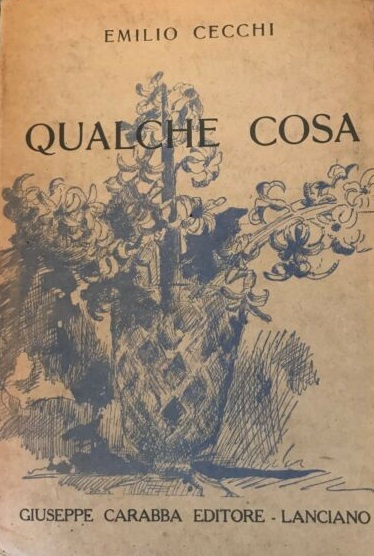 EMILIO CECCHI
QUALCHE COSA
GIUSEPPE CARABBA EDITORE - LANCIANO